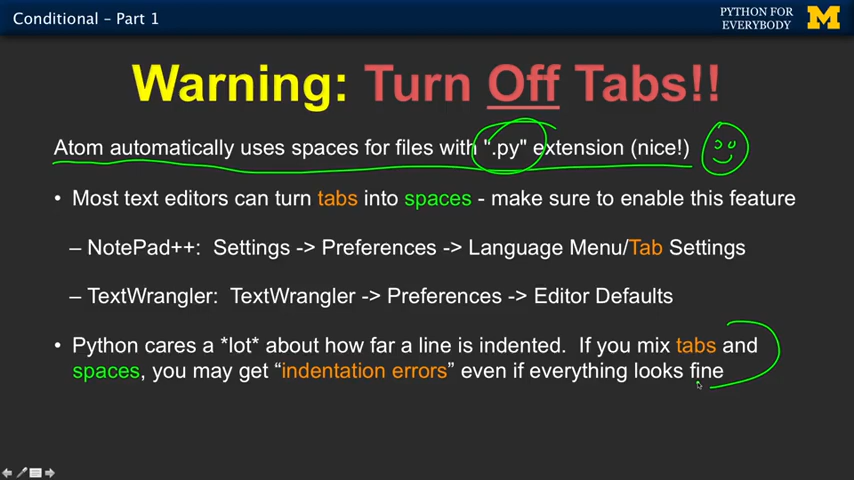 Conditional – Part 1
PYTHON FOR
EVERYBODY
M
Warning: Turn Off Tabs!!
Atom automatically uses spaces for files with ".py" extension (nice!)
• Most text editors can turn tabs into spaces - make sure to enable this feature
– NotePad++: Settings -> Preferences -> Language Menu/Tab Settings
– TextWrangler: TextWrangler -> Preferences -> Editor Defaults
• Python cares a *lot* about how far a line is indented. If you mix tabs and
spaces, you may get “indentation errors” even if everything looks fine